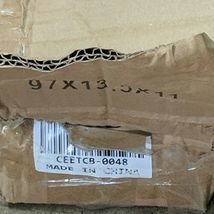 97X13.5X11
CEETCB-0048
MADE IN CHINA